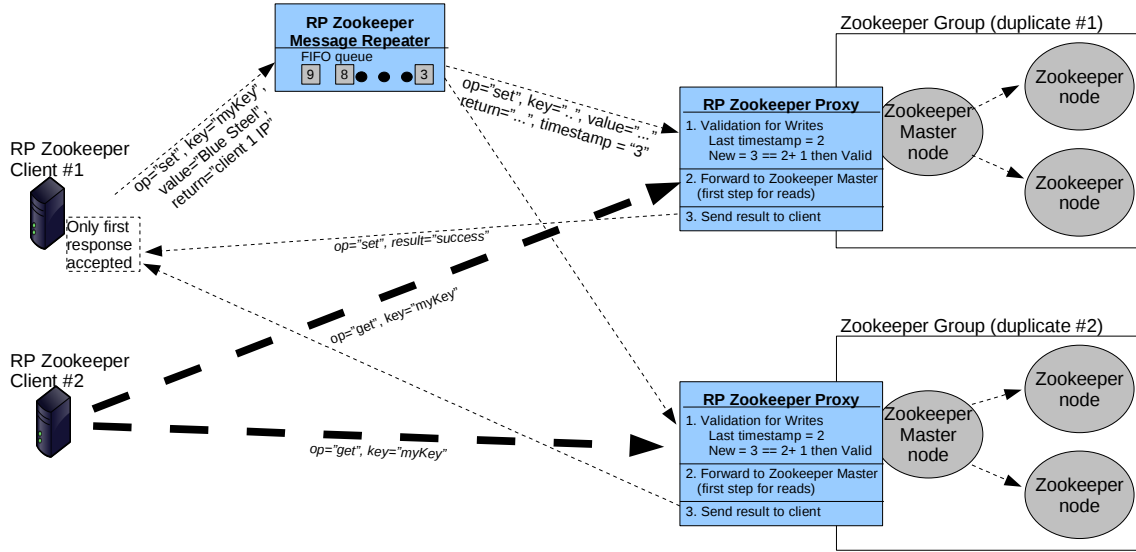 RP Zookeeper
Message Repeater
FIFO queue
9 8 3
Zookeeper Group (duplicate #1)
Zookeeper
node
Zookeeper
Master
node
Zookeeper
node
RP Zookeeper Proxy
1. Validation for Writes
Last timestamp = 2
New = 3 == 2+ 1 then Valid
2. Forward to Zookeeper Master
(first step for reads)
3. Send result to client
op=”set”, key=”..”, value=”...”
return=”...”, timestamp = “3”
op=”set”, key=”myKey”,
value=”Blue Steel”,
return=”client 1 IP”
RP Zookeeper
Client #1
Only first
response
accepted
op=”set”, result=”success”
op=”get”, key=”myKey”
RP Zookeeper
Client #2
op=”get”, key=”myKey”
Zookeeper Group (duplicate #2)
Zookeeper
node
Zookeeper
Master
node
Zookeeper
node
RP Zookeeper Proxy
1. Validation for Writes
Last timestamp = 2
New = 3 == 2+ 1 then Valid
2. Forward to Zookeeper Master
(first step for reads)
3. Send result to client